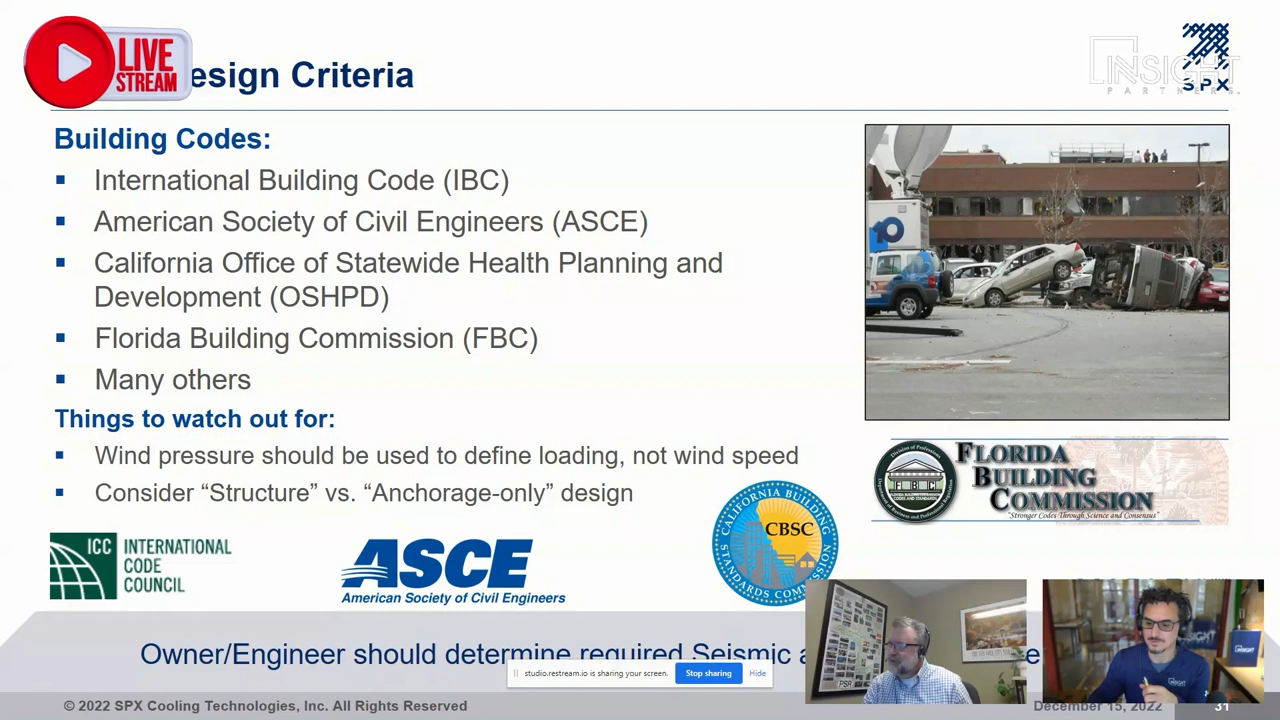 LIVE
STREAM
esign Criteria
INSIGHT
PARTNERS.
SPX
Building Codes:
▪ International Building Code (IBC)
▪ American Society of Civil Engineers (ASCE)
▪ California Office of Statewide Health Planning and
Development (OSHPD)
▪ Florida Building Commission (FBC)
▪ Many others
Things to watch out for:
▪ Wind pressure should be used to define loading, not wind speed
▪ Consider “Structure” vs. “Anchorage-only” design
10
FLORIDA
BUILDING
COMMISSION
"Stronger Codes Through Science and Consensus"
FBC
ICC INTERNATIONAL
CODE
COUNCIL
ASCE
American Society of Civil Engineers
CALIFORNIA BUILDING
CBSC
STANDARDS
Owner/Engineer should determine required Seismic
studio.restream.io is sharing your screen. Stop sharing Hide
PSR
INSIGHT
© 2022 SPX Cooling Technologies, Inc. All Rights Reserved
December 15, 2022
31